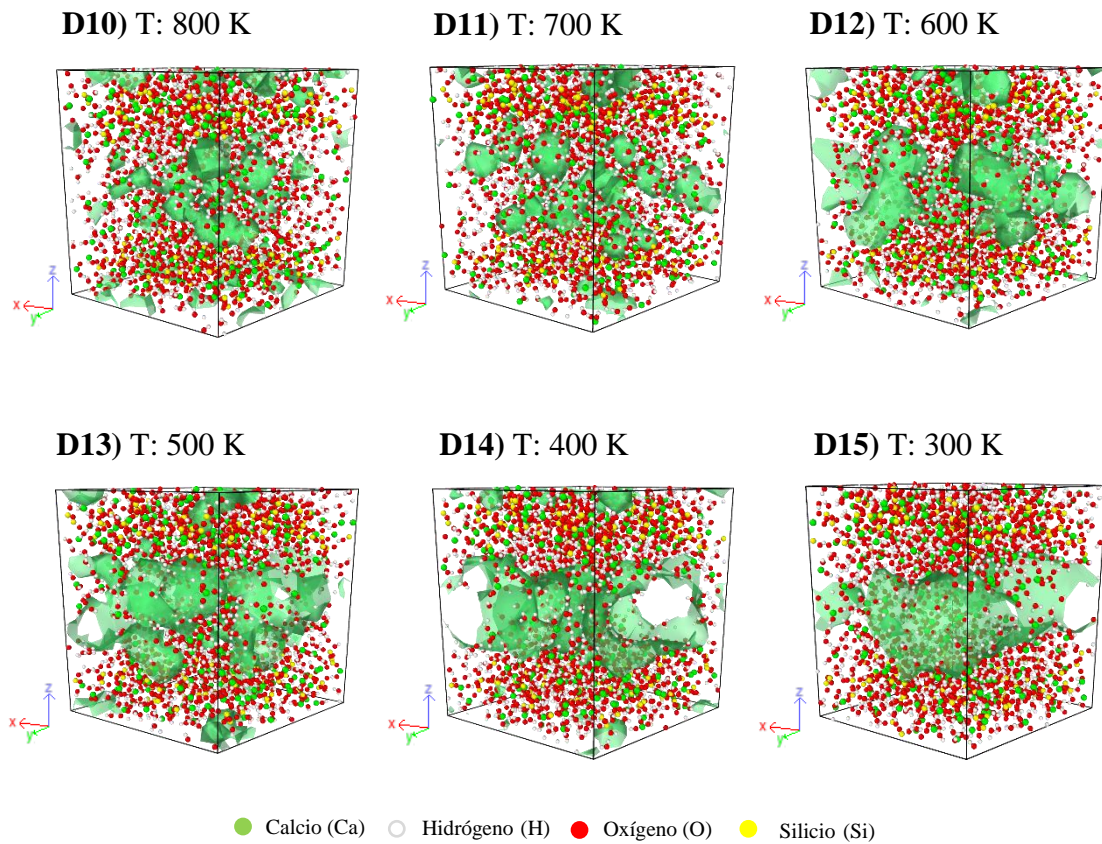 D10) T: 800 K
D11) T: 700 K
D12) T: 600 K
z
x
y
z
x
y
z
x
y
D13) T: 500 K
D14) T: 400 K
D15) T: 300 K
z
x
y
z
x
y
z
x
y
Calcio (Ca) Hidrógeno (H) Oxígeno (O) Silicio (Si)